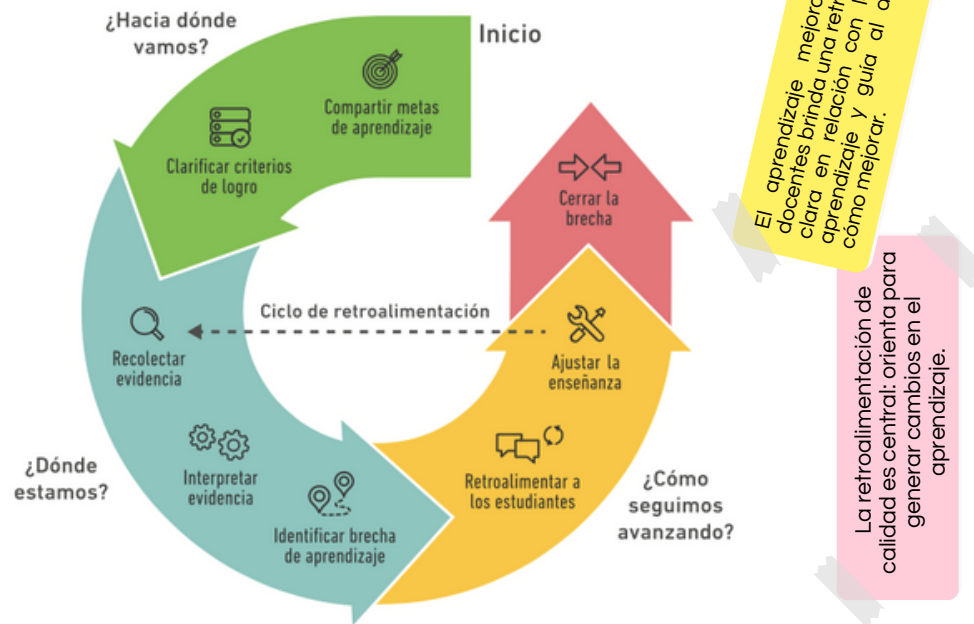 ¿Hacia dónde
vamos?
Inicio
Compartir metas
de aprendizaje
Clarificar criterios
de logro
Cerrar la
brecha
Ciclo de retroalimentación
Recolectar
evidencia
Ajustar la
enseñanza
Interpretar
evidencia
Retroalimentar a
los estudiantes
¿Dónde
estamos?
Identificar brecha
de aprendizaje
¿Cómo
seguimos
avanzando?
El aprendizaje mejora
docentes brinda una
clara en relación con
aprendizaje y guía al
cómo mejorar.
La retroalimentación de
calidad es central: orienta para
generar cambios en el
aprendizaje.